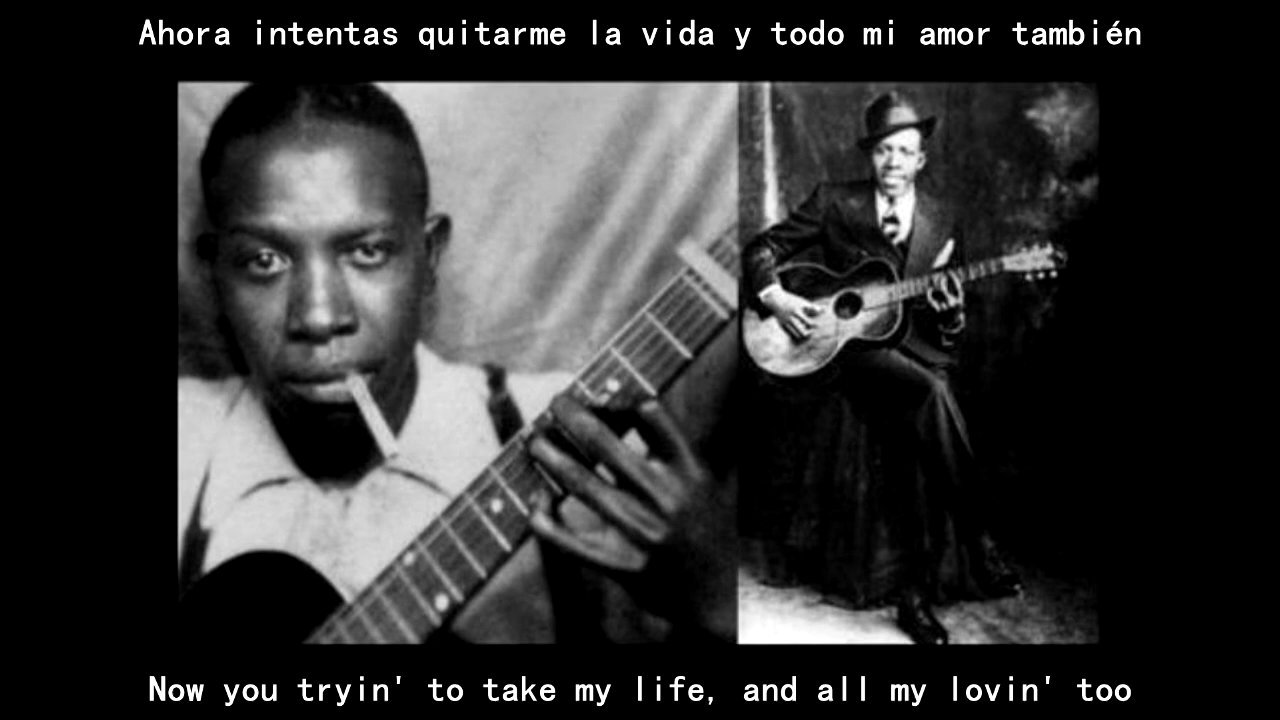 Ahora intentas quitarme la vida y todo mi amor también
Now you tryin' to take my life, and all my lovin' too